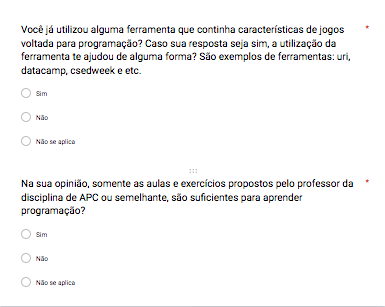 Você já utilizou alguma ferramenta que continha características de jogos *
voltada para programação? Caso sua resposta seja sim, a utilização da
ferramenta te ajudou de alguma forma? São exemplos de ferramentas: uri,
datacamp, csedweek e etc.
Sim
Não
Não se aplica
Na sua opinião, somente as aulas e exercícios propostos pelo professor da *
disciplina de APC ou semelhante, são suficientes para aprender
programação?
Sim
Não
Não se aplica